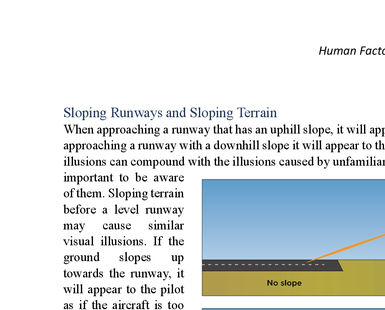 Human Facto
Sloping Runways and Sloping Terrain
When approaching a runway that has an uphill slope, it will app
approaching a runway with a downhill slope it will appear to th
illusions can compound with the illusions caused by unfamilian
important to be aware
of them. Sloping terrain
before a level runway
may cause similar
visual illusions. If the
ground slopes up
towards the runway, it
will appear to the pilot
as if the aircraft is too
No slope